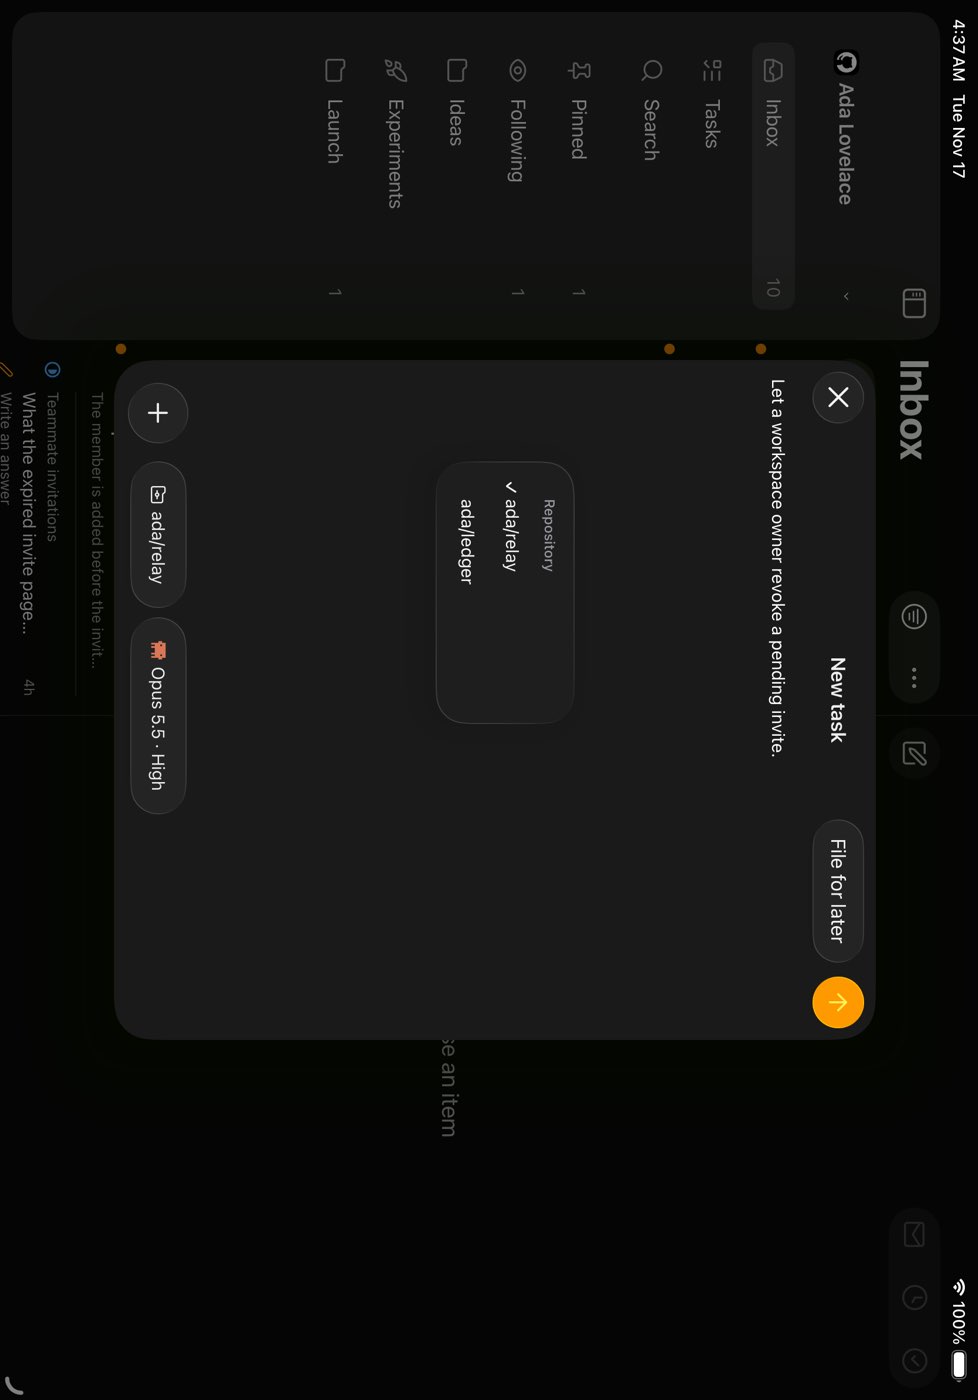 4:37 AM Tue Nov 17
100%
Inbox
Ada Lovelace
Inbox 10
Tasks
Search
Pinned 1
Following 1
Ideas
Experiments
Launch 1
New task
File for later
Let a workspace owner revoke a pending invite.
Repository
ada/relay
ada/ledger
an item
ada/relay
Opus 5.5 · High
The member is added before the invit...
Teammate invitations
What the expired invite page... 4h
Write an answer